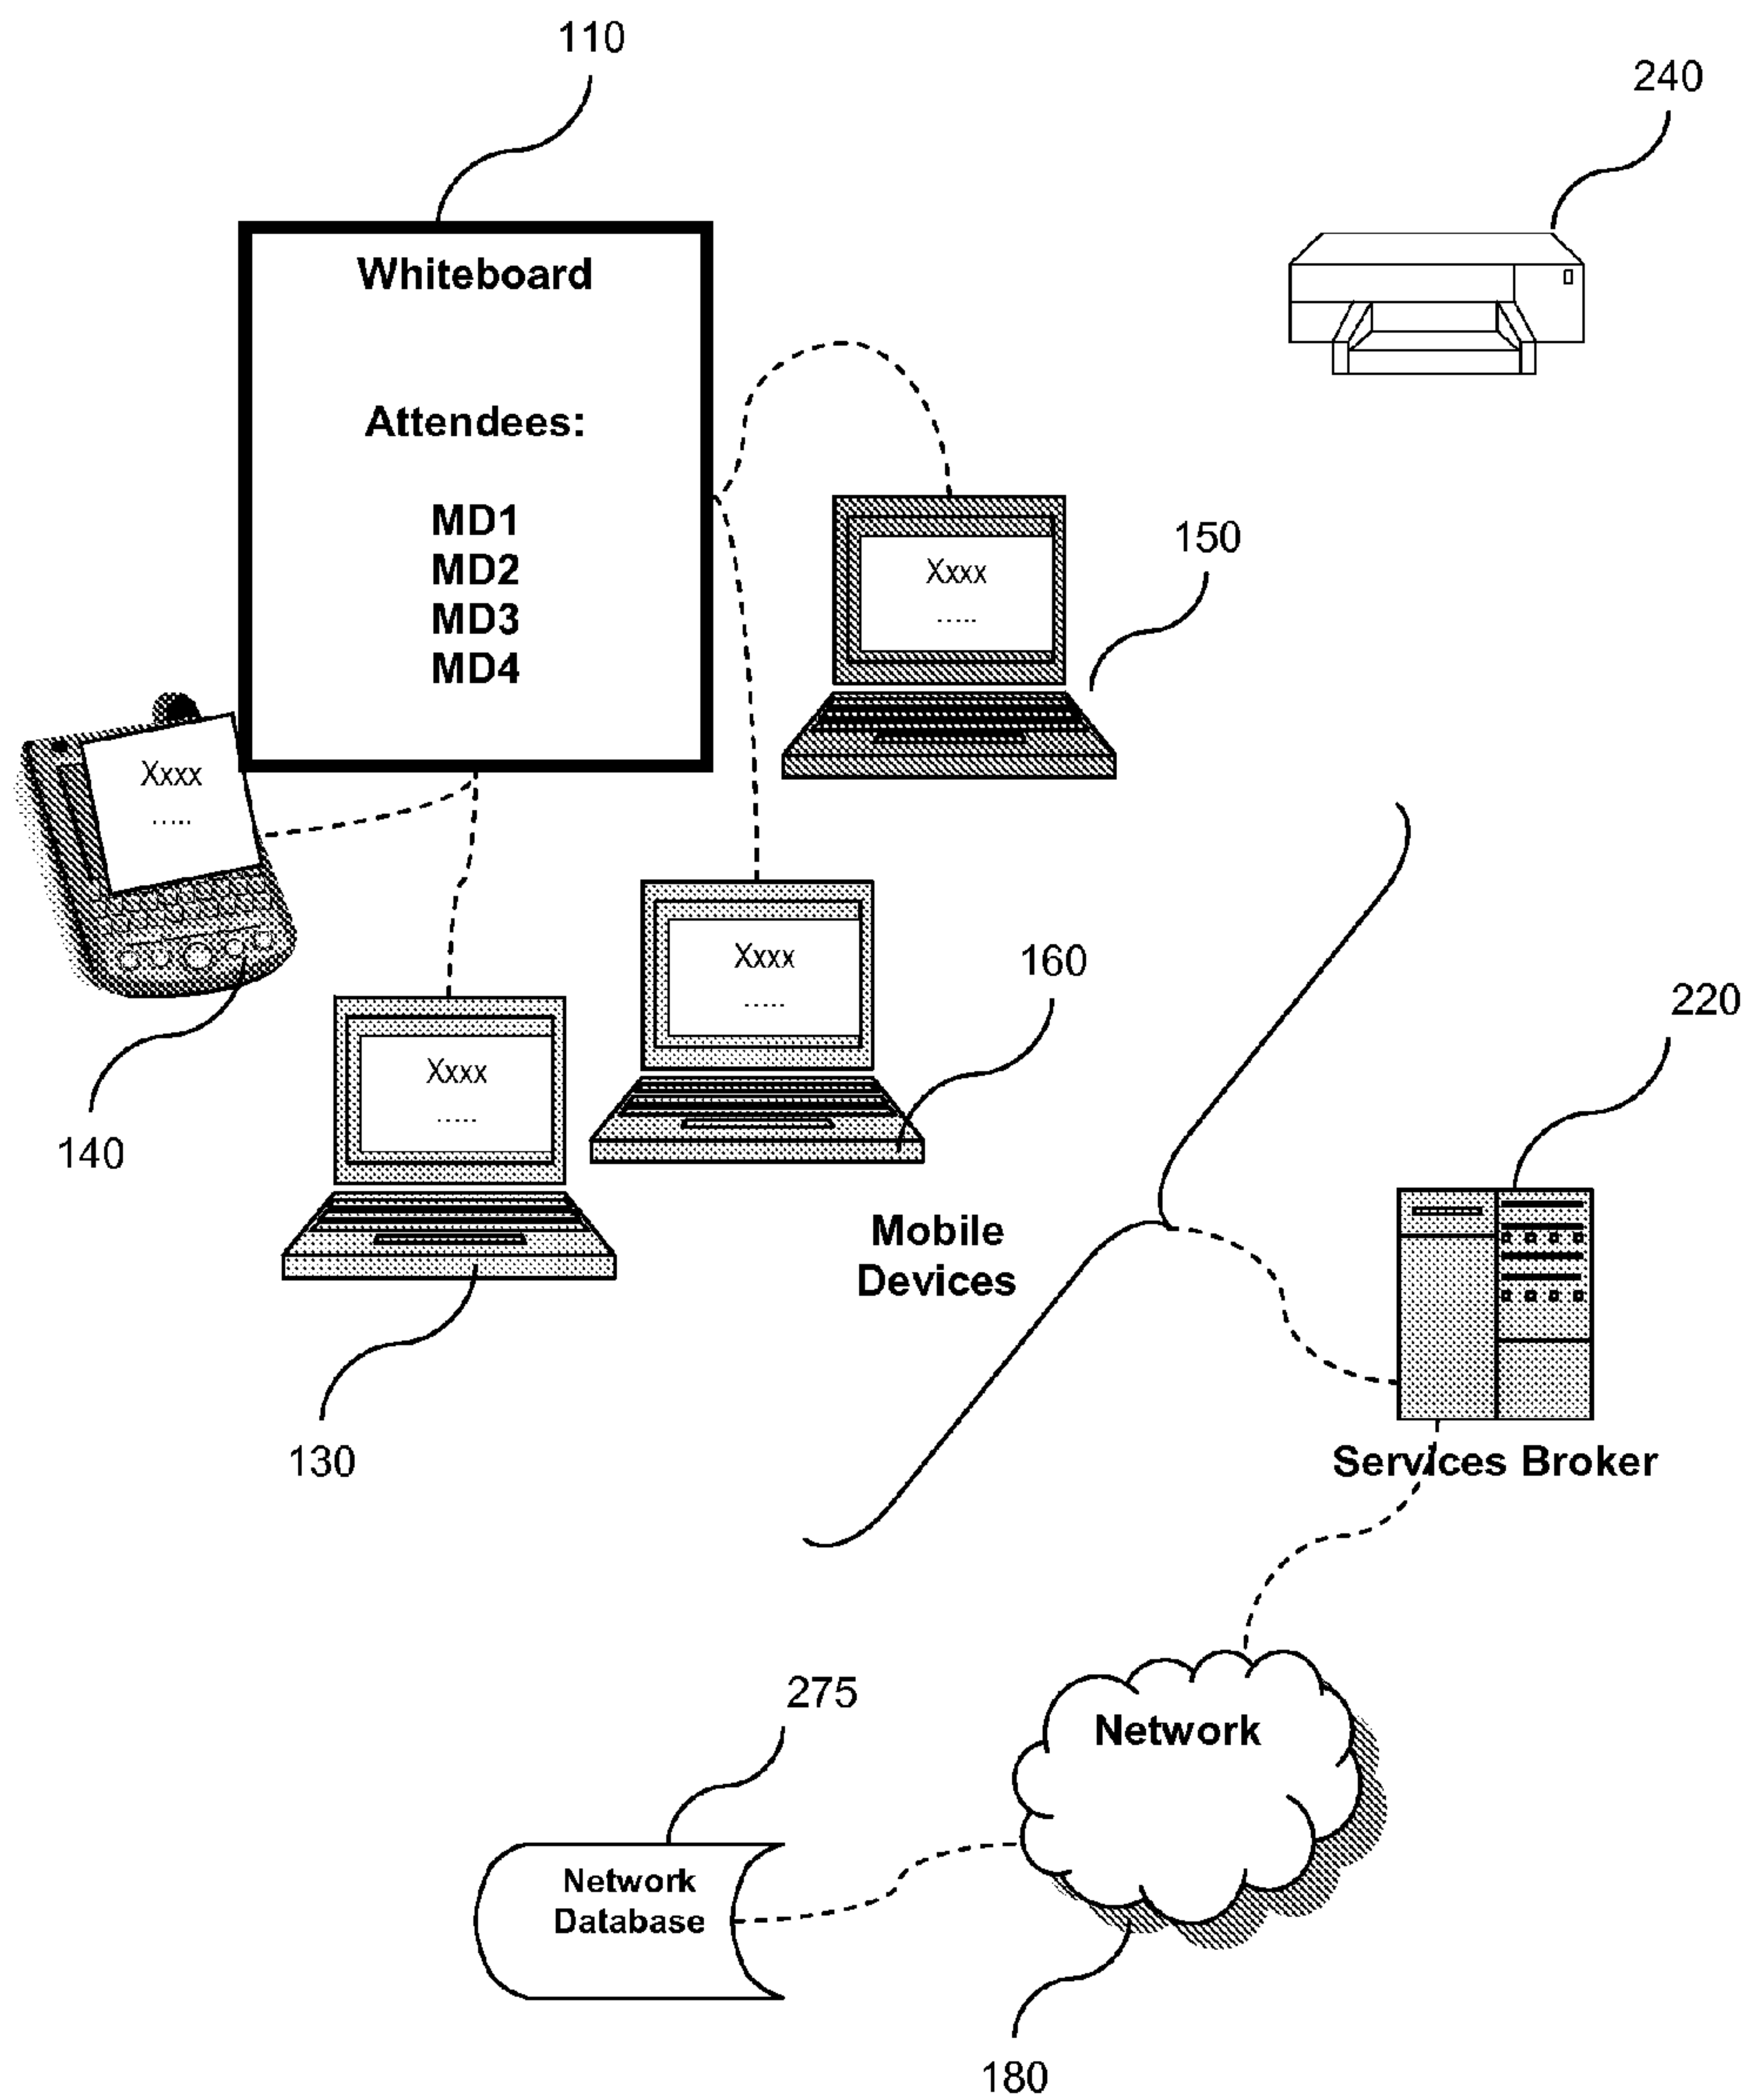 110
240
Whiteboard
Attendees:
MD1
MD2
MD3
MD4
150
Xxxx
.....
Xxxx
.....
Xxxx
.....
160
220
Xxxx
.....
140
Mobile
Devices
130
Services Broker
275
Network
Network
Database
180